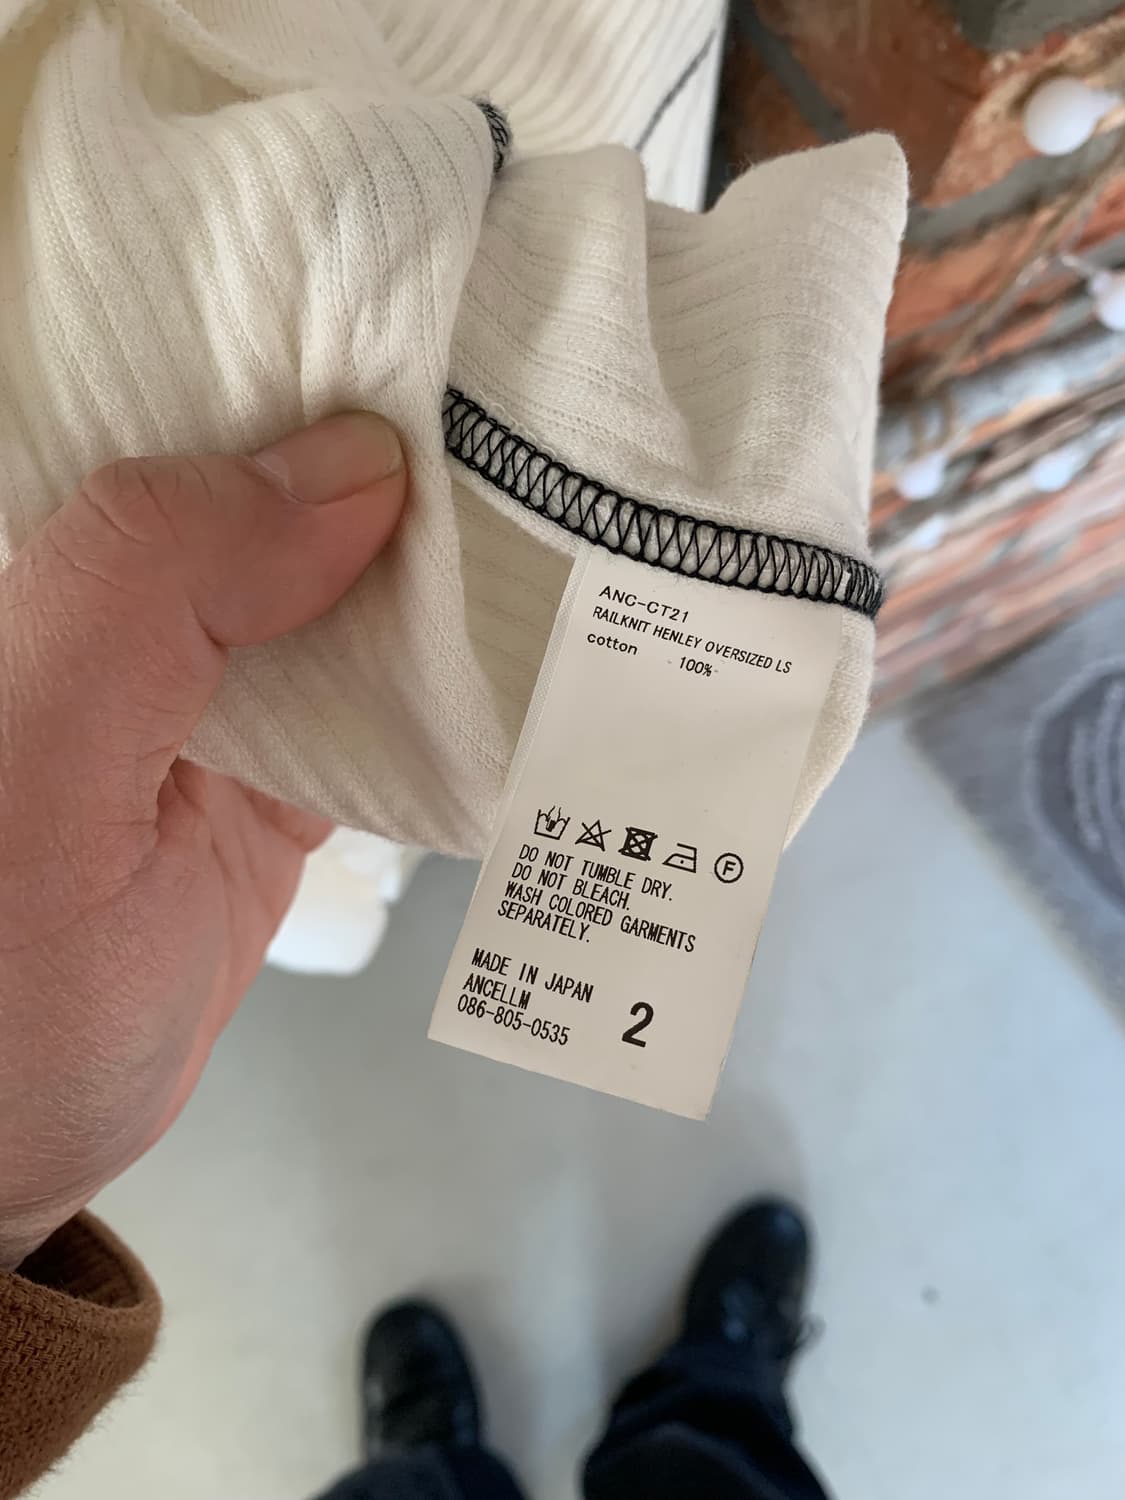 ANC-CT21
RAILKNIT HENLEY OVERSIZED LS
cotton - 100%-
F
DO NOT TUMBLE DRY.
DO NOT BLEACH.
WASH COLORED GARMENTS
SEPARATELY.
MADE IN JAPAN
ANCELLM
086-805-0535
2